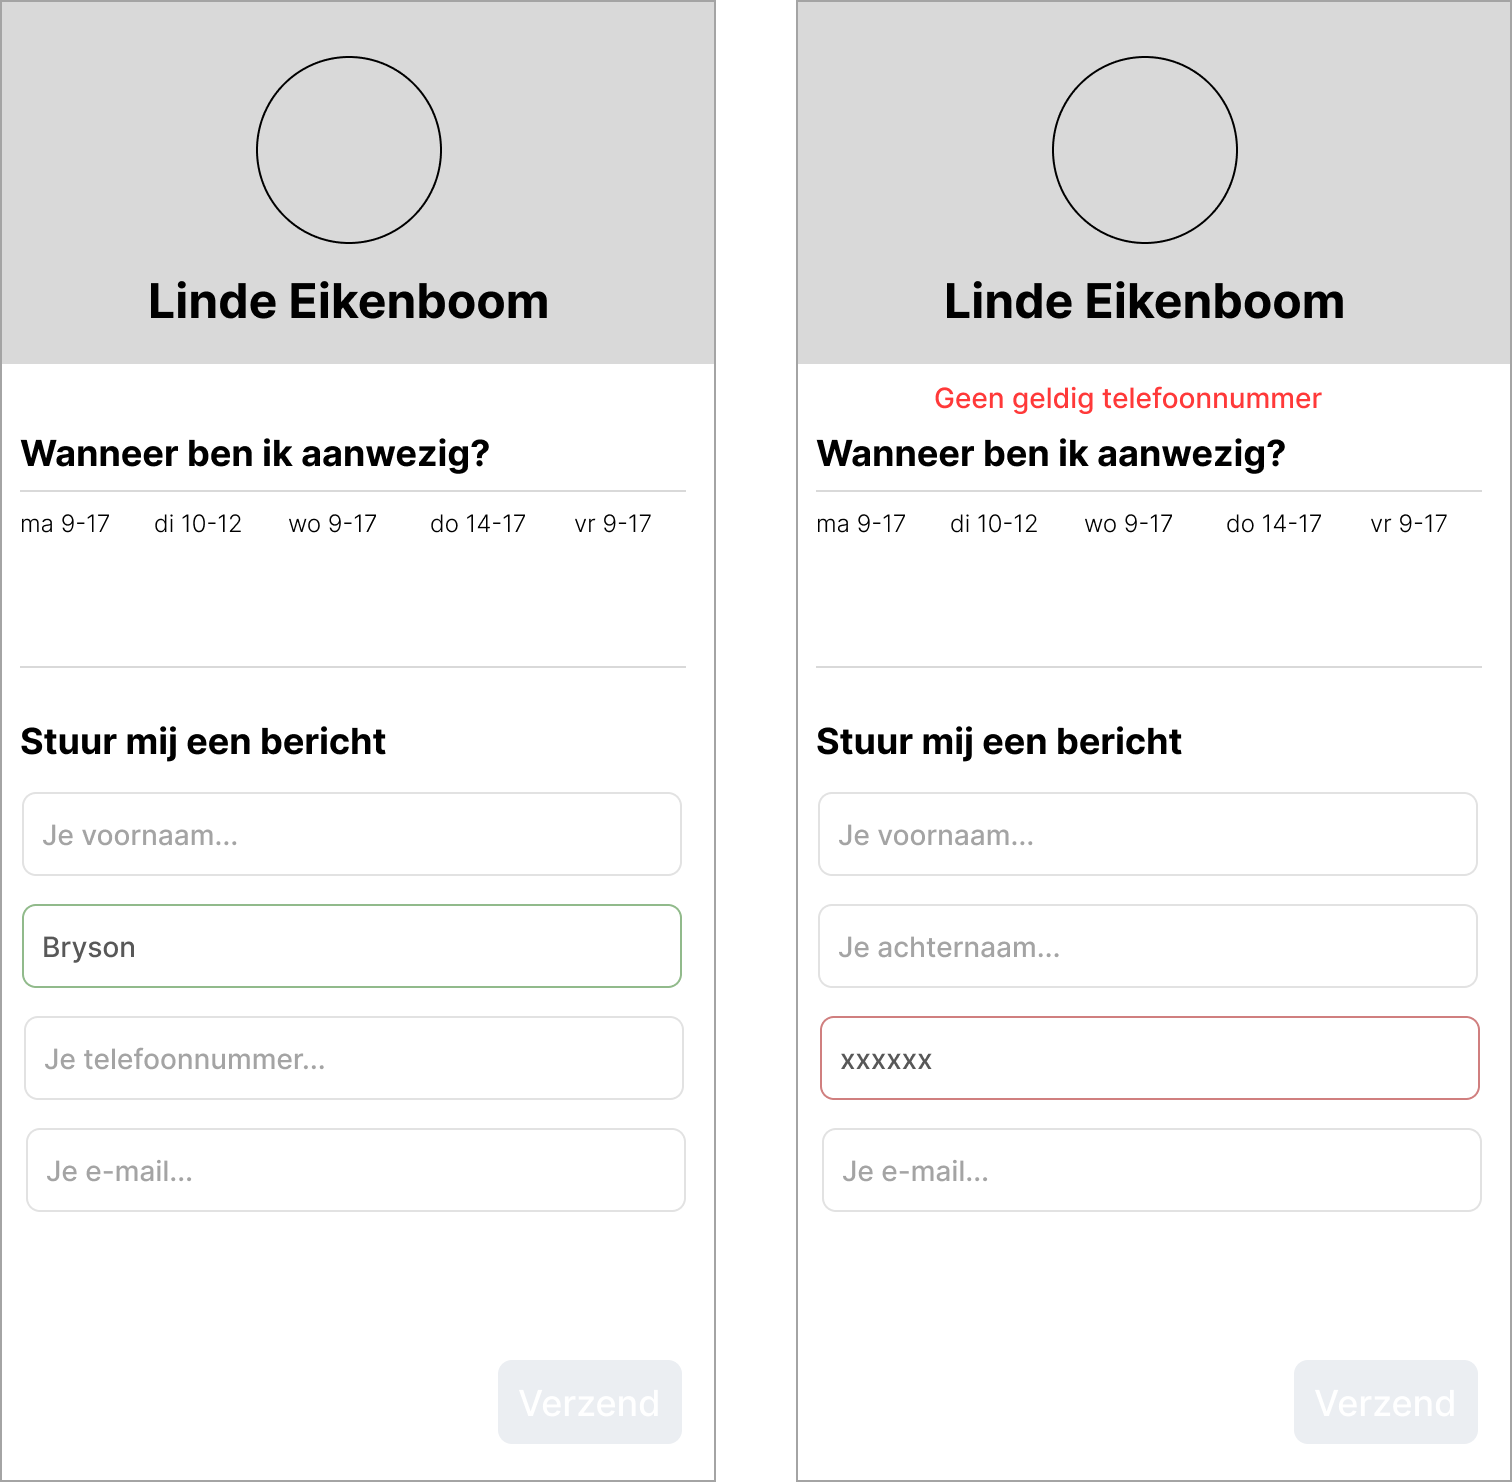 Linde Eikenboom
Wanneer ben ik aanwezig?
ma 9-17 di 10-12 wo 9-17 do 14-17 vr 9-17
Stuur mij een bericht
Je voornaam...
Bryson
Je telefoonnummer...
Je e-mail...
Verzend
Linde Eikenboom
Geen geldig telefoonnummer
Wanneer ben ik aanwezig?
ma 9-17 di 10-12 wo 9-17 do 14-17 vr 9-17
Stuur mij een bericht
Je voornaam...
Je achternaam...
xxxxxx
Je e-mail...
Verzend